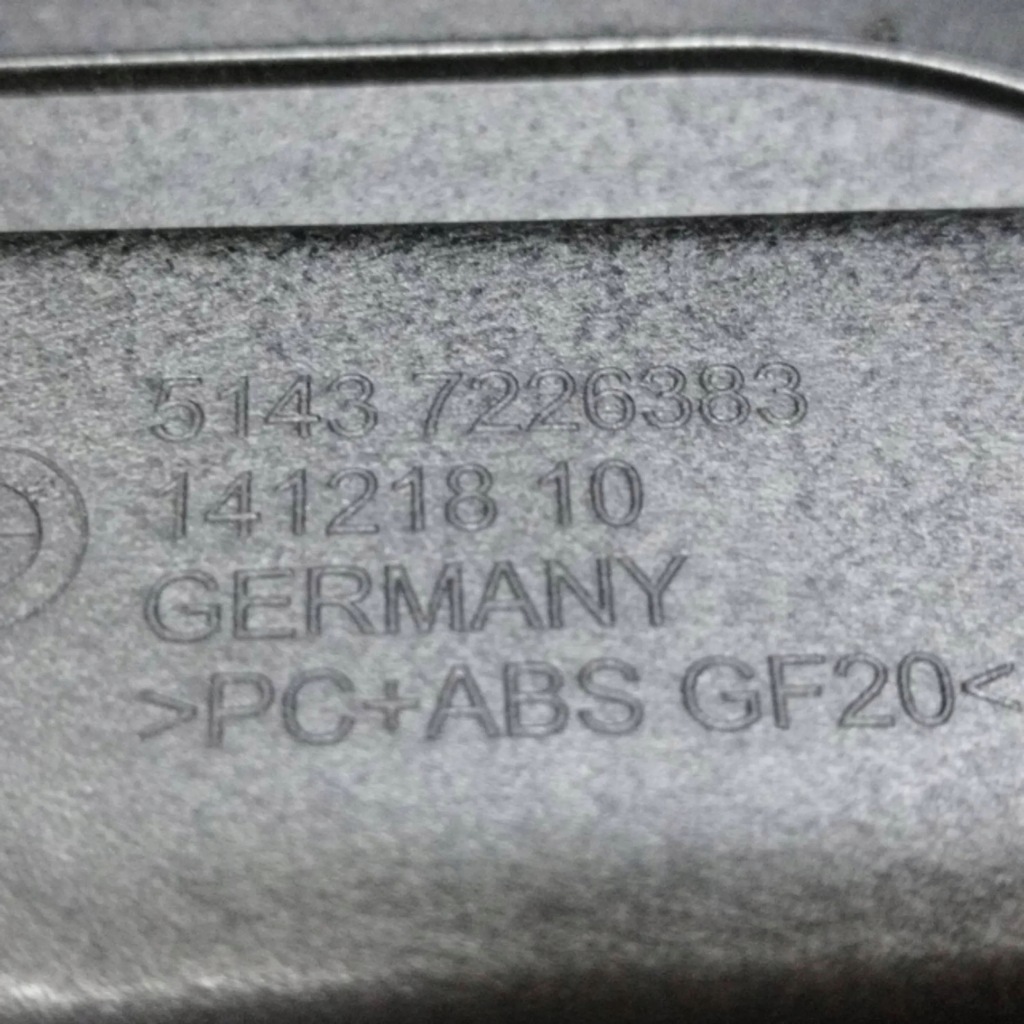 5143 7226383
141218 10
GERMANY
>PC+ABS GF20<